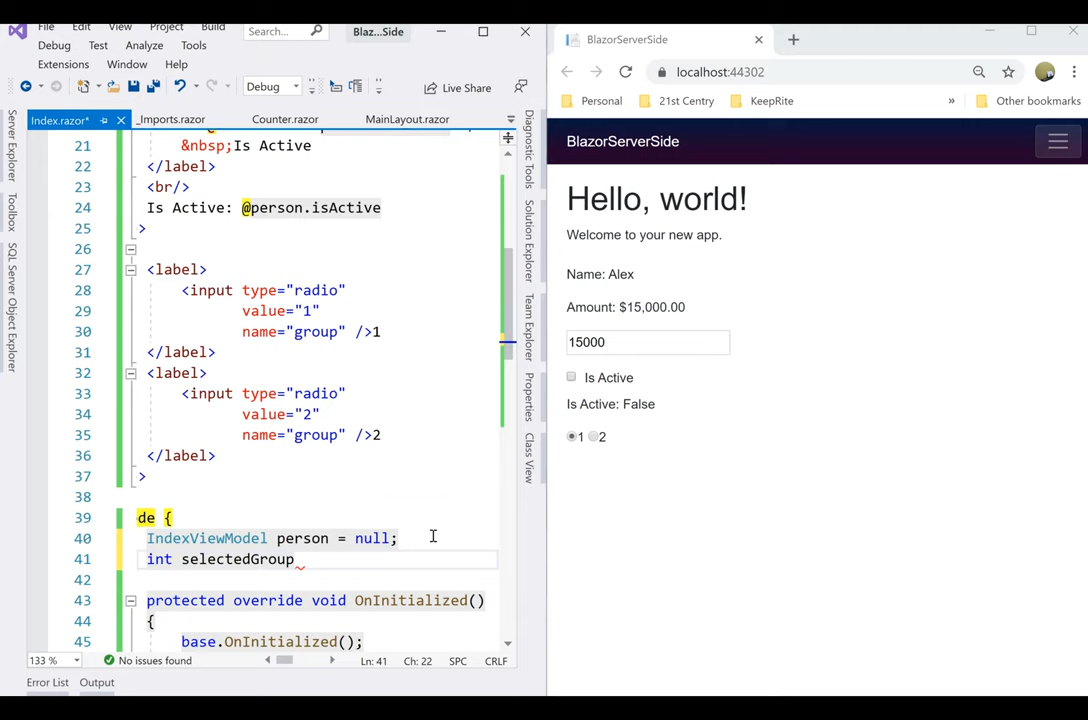 File Edit View Project Build Search... Blaz...Side
Debug Test Analyze Tools
Extensions Window Help
Debug Live Share
Index.razor* _Imports.razor Counter.razor MainLayout.razor
Server Explorer
Toolbox
SQL Server Object Explorer
21 &nbsp;Is Active
22 </label>
23 <br/>
24 Is Active: @person.isActive
25 >
26
27 <label>
28 <input type="radio"
29 value="1"
30 name="group" />1
31 </label>
32 <label>
33 <input type="radio"
34 value="2"
35 name="group" />2
36 </label>
37 >
38
39 de {
40 IndexViewModel person = null;
41 int selectedGroup
42
43 protected override void OnInitialized()
44 {
45 base.OnInitialized();
133 % No issues found Ln: 41 Ch: 22 SPC CRLF
Error List Output
Diagnostic Tools
Solution Explorer
Team Explorer
Properties
Class View
BlazorServerSide
localhost:44302
Personal 21st Centry KeepRite » Other bookmarks
BlazorServerSide
Hello, world!
Welcome to your new app.
Name: Alex
Amount: $15,000.00
15000
Is Active
Is Active: False
1 2